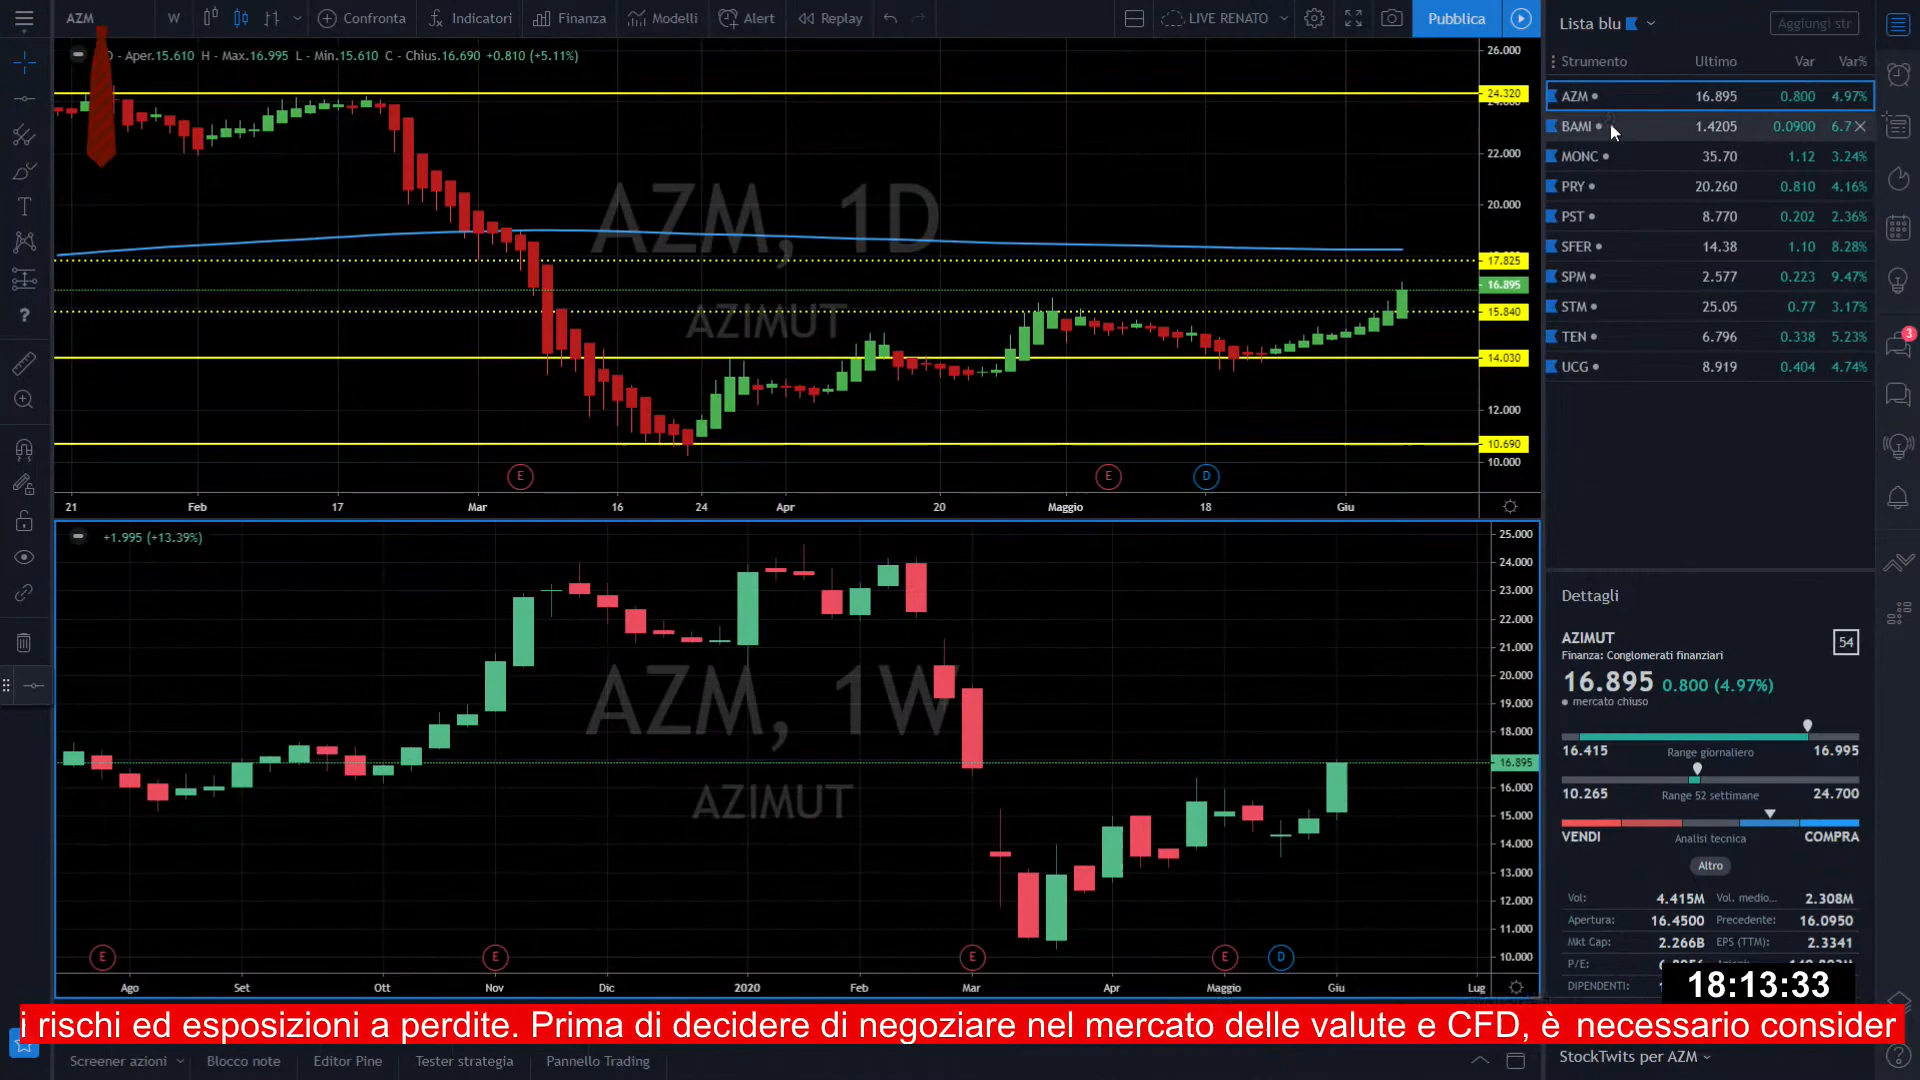 AZM W Confronta Indicatori Finanza Modelli Alert Replay LIVE RENATO Pubblica
D - Aper.15.610 H - Max.16.995 L - Min.15.610 C - Chius.16.690 +0.810 (+5.11%)
AZM, 1D
AZIMUT
26.000
24.320
22.000
20.000
17.825
16.895
15.840
14.030
12.000
10.690
10.000
E E D
21 Feb 17 Mar 16 24 Apr 20 Maggio 18 Giu
+1.995 (+13.39%)
AZM, 1W
AZIMUT
25.000
24.000
23.000
22.000
21.000
20.000
19.000
18.000
16.895
16.000
15.000
14.000
13.000
12.000
11.000
10.000
E E E E D
Ago Set Ott Nov Dic 2020 Feb Mar Apr Maggio Giu Lug
Lista blu Aggiungi str
Strumento Ultimo Var Var%
AZM 16.895 0.800 4.97%
BAMI 1.4205 0.0900 6.7
MONC 35.70 1.12 3.24%
PRY 20.260 0.810 4.16%
PST 8.770 0.202 2.36%
SFER 14.38 1.10 8.28%
SPM 2.577 0.223 9.47%
STM 25.05 0.77 3.17%
TEN 6.796 0.338 5.23%
UCG 8.919 0.404 4.74%
3
Dettagli
AZIMUT 54
Finanza: Conglomerati finanziari
16.895 0.800 (4.97%)
mercato chiuso
16.415 Range giornaliero 16.995
10.265 Range 52 settimane 24.700
VENDI Analisi tecnica COMPRA
Altro
Vol: 4.415M Vol. medio... 2.308M
Apertura: 16.4500 Precedente: 16.0950
Mkt Cap: 2.266B EPS (TTM): 2.3341
P/E:
DIPENDENTI:
18:13:33
i rischi ed esposizioni a perdite. Prima di decidere di negoziare nel mercato delle valute e CFD, è necessario consider
Screener azioni Blocco note Editor Pine Tester strategia Pannello Trading
StockTwits per AZM